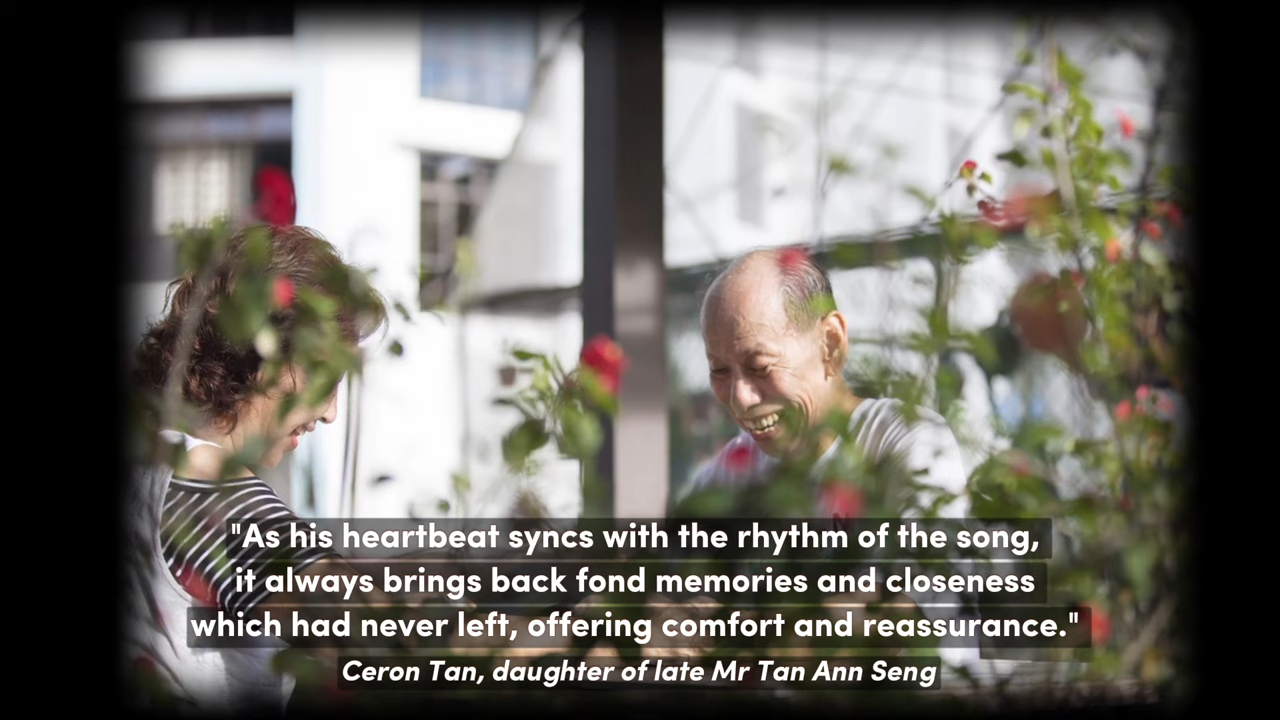 "As his heartbeat syncs with the rhythm of the song,
it always brings back fond memories and closeness
which had never left, offering comfort and reassurance."
Ceron Tan, daughter of late Mr Tan Ann Seng